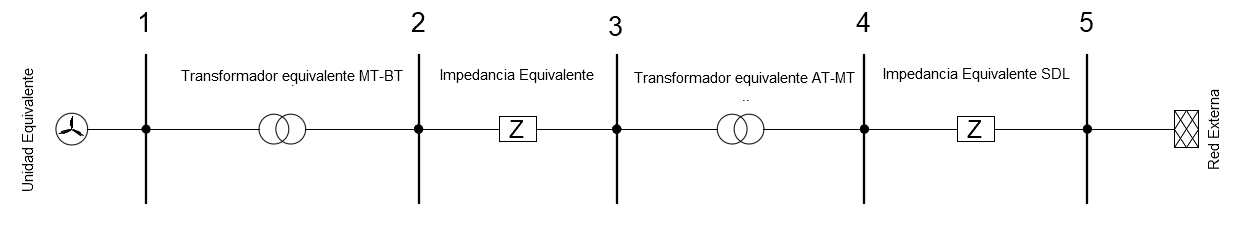 1
2
3
4
5
Unidad Equivalente
Transformador equivalente MT-BT
Impedancia Equivalente
Transformador equivalente AT-MT
..
Impedancia Equivalente SDL
Red Externa
Z
Z